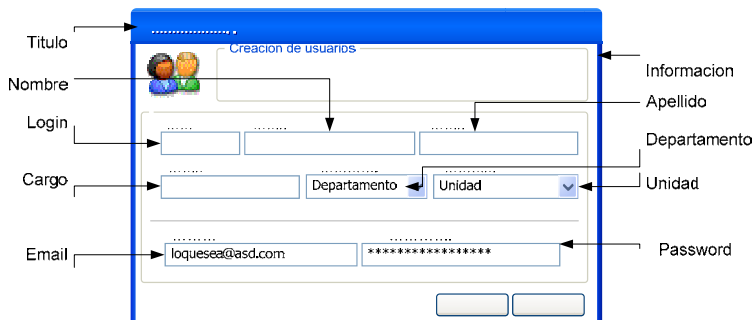 Titulo
Creacion de usuarios
Informacion
Nombre
Apellido
Login
Departamento
Cargo
Departamento
Unidad
Unidad
Email
loquesea@asd.com
*****************
Password